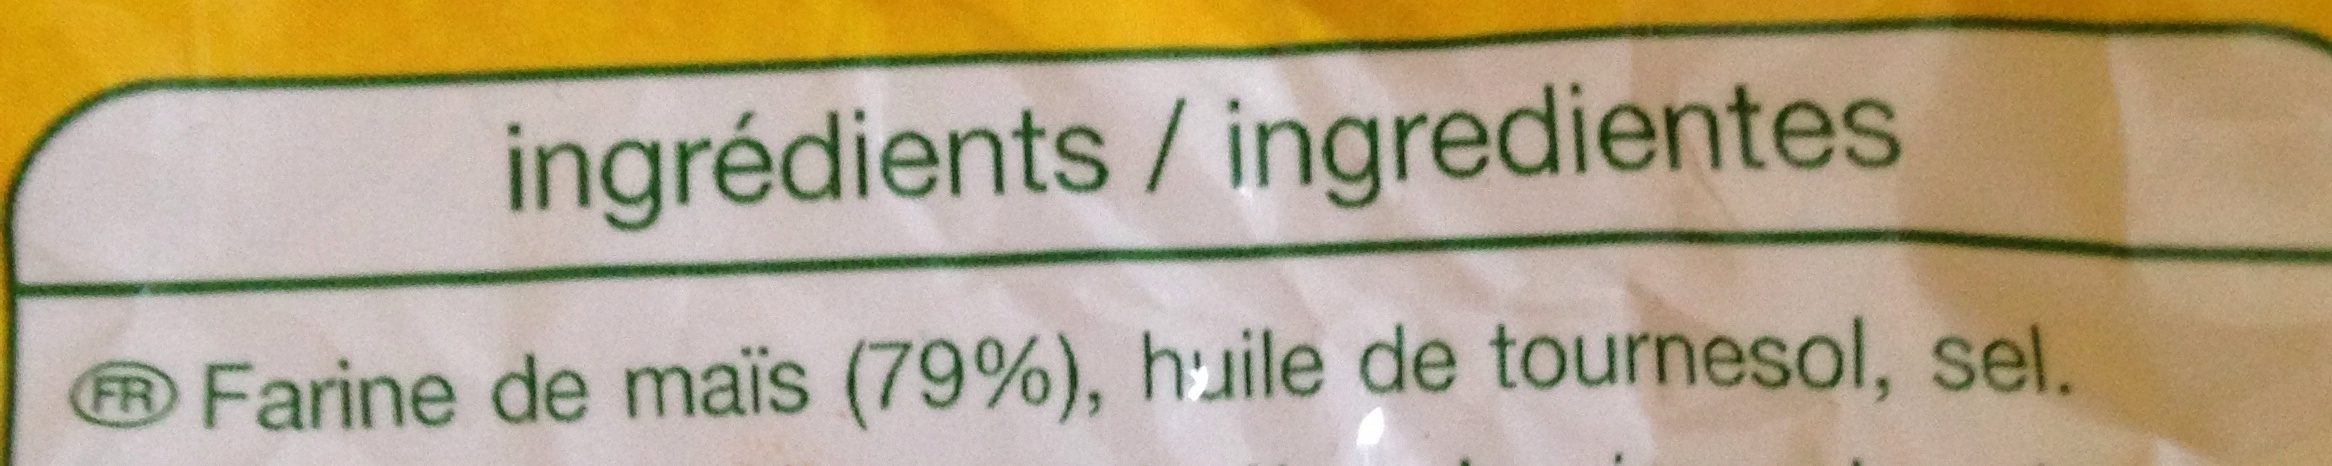 ingrédients / ingredientes
FR Farine de maïs (79%), huile de tournesol, sel.